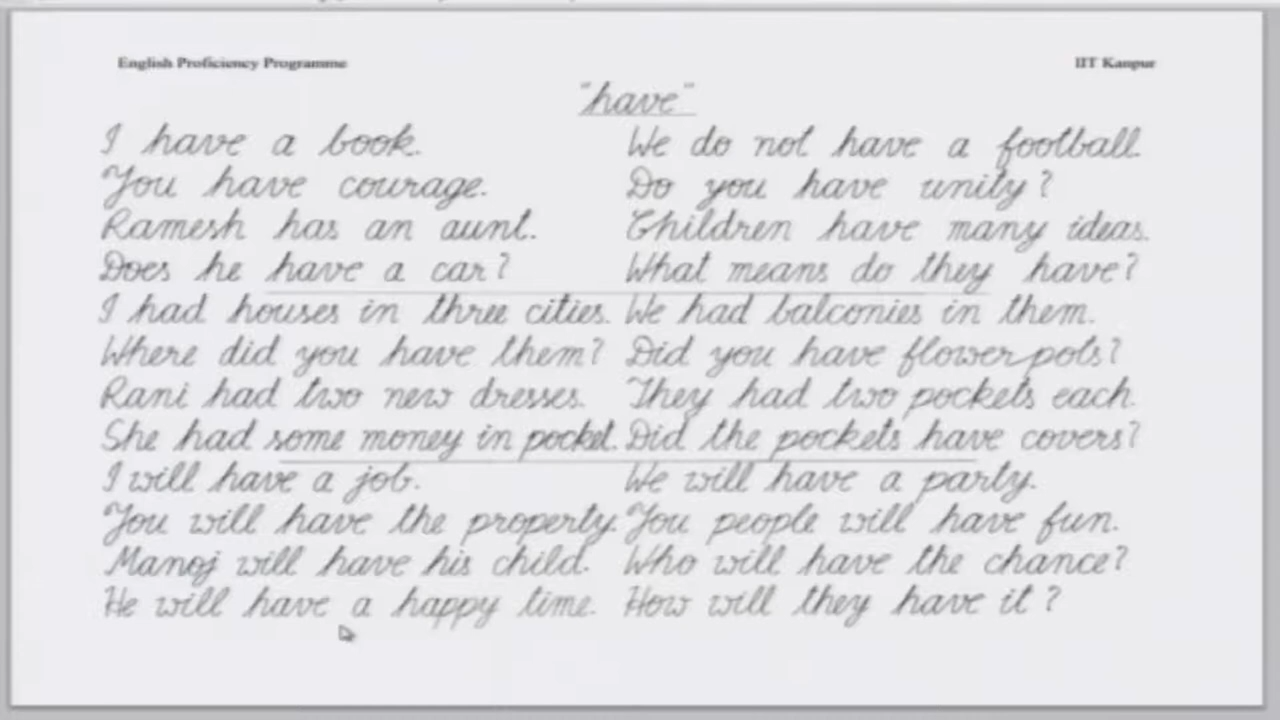 English Proficiency Programme IIT Kanpur
"have"
I have a book. We do not have a football.
You have courage. Do you have unity?
Ramesh has an aunt. Children have many ideas.
Does he have a car? What means do they have?
I had houses in three cities. We had balconies in them.
Where did you have them? Did you have flowerpots?
Rani had two new dresses. They had two pockets each.
She had some money in pocket. Did the pockets have covers?
I will have a job. We will have a party.
You will have the property. You people will have fun.
Manoj will have his child. Who will have the chance?
He will have a happy time. How will they have it?